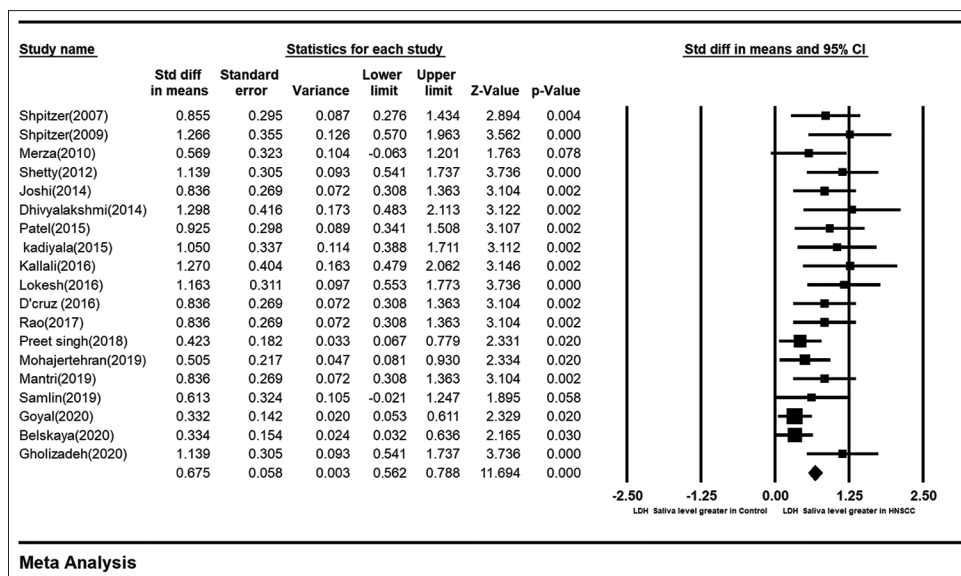 Study name Statistics for each study Std diff in means and 95% CI
Std diff Standard Lower Upper
in means error Variance limit limit Z-Value p-Value
Shpitzer(2007) 0.855 0.295 0.087 0.276 1.434 2.894 0.004
Shpitzer(2009) 1.266 0.355 0.126 0.570 1.963 3.562 0.000
Merza(2010) 0.569 0.323 0.104 -0.063 1.201 1.763 0.078
Shetty(2012) 1.139 0.305 0.093 0.541 1.737 3.736 0.000
Joshi(2014) 0.836 0.269 0.072 0.308 1.363 3.104 0.002
Dhivyalakshmi(2014) 1.298 0.416 0.173 0.483 2.113 3.122 0.002
Patel(2015) 0.925 0.298 0.089 0.341 1.508 3.107 0.002
kadiyala(2015) 1.050 0.337 0.114 0.388 1.711 3.112 0.002
Kallali(2016) 1.270 0.404 0.163 0.479 2.062 3.146 0.002
Lokesh(2016) 1.163 0.311 0.097 0.553 1.773 3.736 0.000
D'cruz (2016) 0.836 0.269 0.072 0.308 1.363 3.104 0.002
Rao(2017) 0.836 0.269 0.072 0.308 1.363 3.104 0.002
Preet singh(2018) 0.423 0.182 0.033 0.067 0.779 2.331 0.020
Mohajertehran(2019) 0.505 0.217 0.047 0.081 0.930 2.334 0.020
Mantri(2019) 0.836 0.269 0.072 0.308 1.363 3.104 0.002
Samlin(2019) 0.613 0.324 0.105 -0.021 1.247 1.895 0.058
Goyal(2020) 0.332 0.142 0.020 0.053 0.611 2.329 0.020
Belskaya(2020) 0.334 0.154 0.024 0.032 0.636 2.165 0.030
Gholizadeh(2020) 1.139 0.305 0.093 0.541 1.737 3.736 0.000
0.675 0.058 0.003 0.562 0.788 11.694 0.000
-2.50 -1.25 0.00 1.25 2.50
LDH Saliva level greater in Control LDH Saliva level greater in HNSCC
Meta Analysis